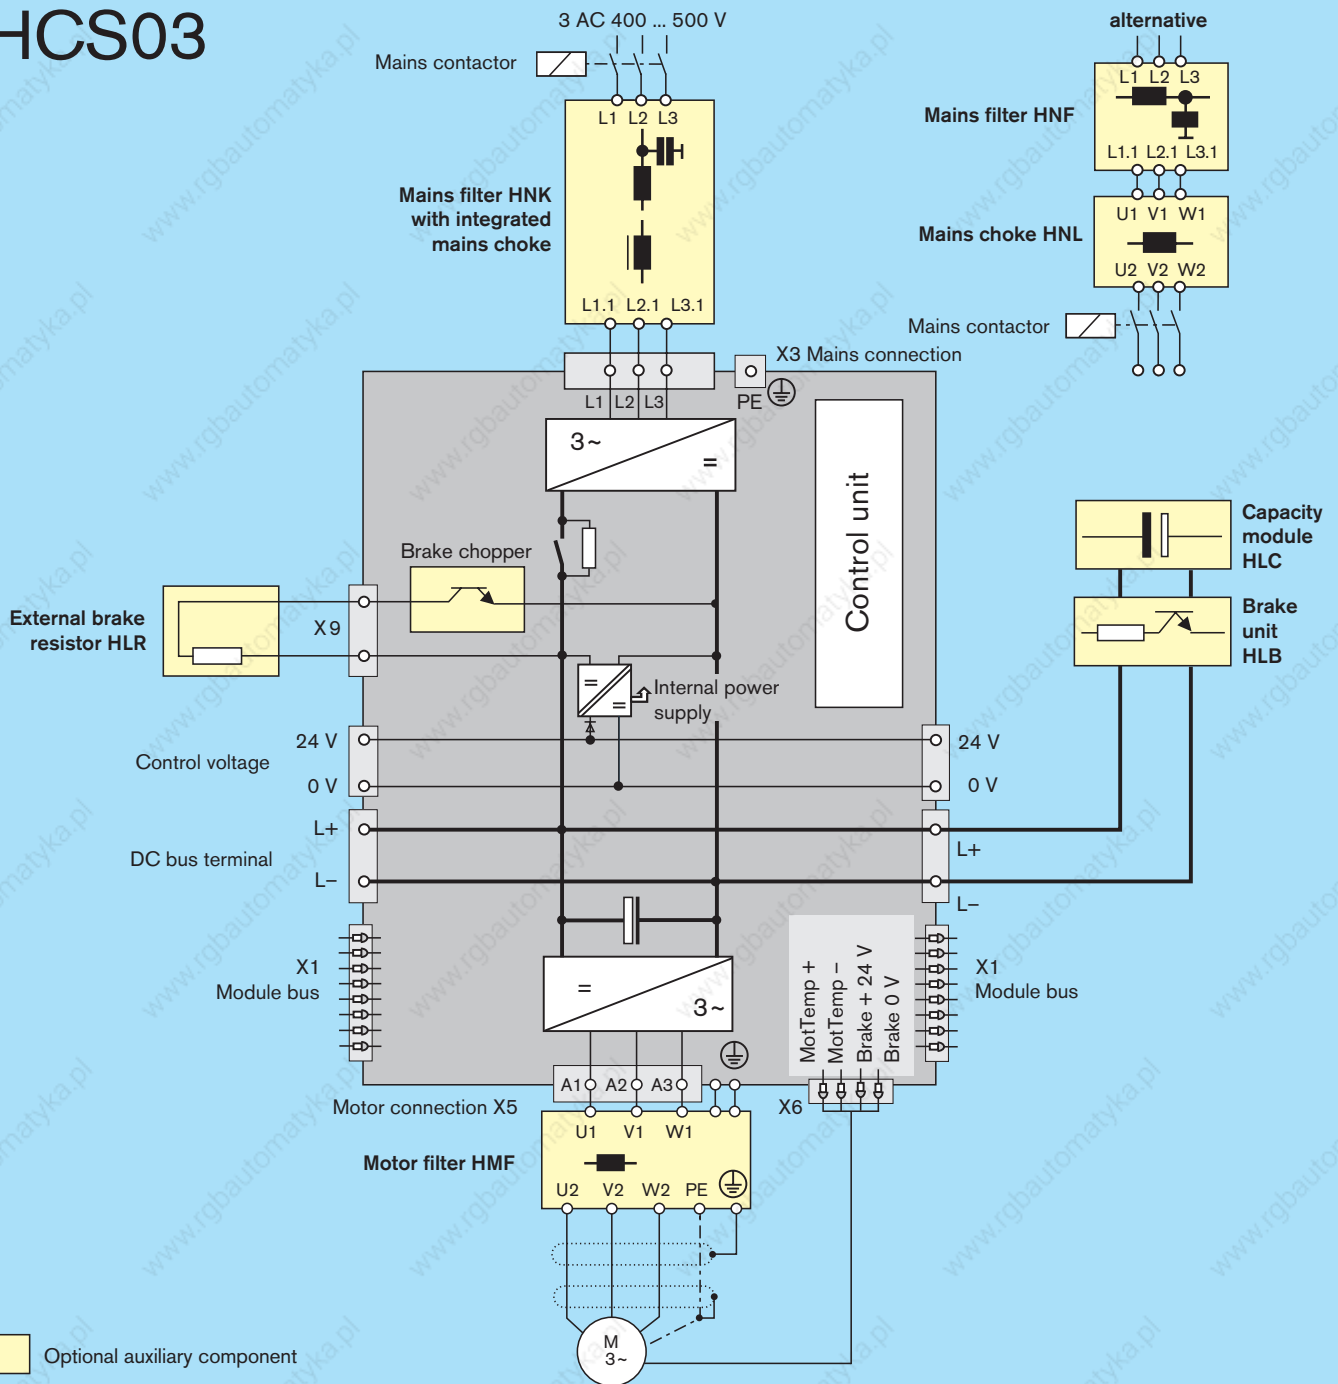 HCS03
3 AC 400 ... 500 V
Mains contactor
L1 L2 L3
Mains filter HNK
with integrated
mains choke
L1.1 L2.1 L3.1
alternative
L1 L2 L3
Mains filter HNF
L1.1 L2.1 L3.1
U1 V1 W1
Mains choke HNL
U2 V2 W2
Mains contactor
X3 Mains connection
L1 L2 L3
PE
3~
=
Control unit
Brake chopper
External brake
resistor HLR
X9
=
=
Internal power
supply
Capacity
module
HLC
Brake
unit
HLB
24 V
Control voltage
0 V
24 V
0 V
L+
DC bus terminal
L–
L+
L–
X1
Module bus
=
3~
MotTemp +
MotTemp –
Brake + 24 V
Brake 0 V
X1
Module bus
A1 A2 A3
Motor connection X5
X6
U1 V1 W1
Motor filter HMF
U2 V2 W2 PE
M
3~
Optional auxiliary component
www.rgbautomatyka.pl